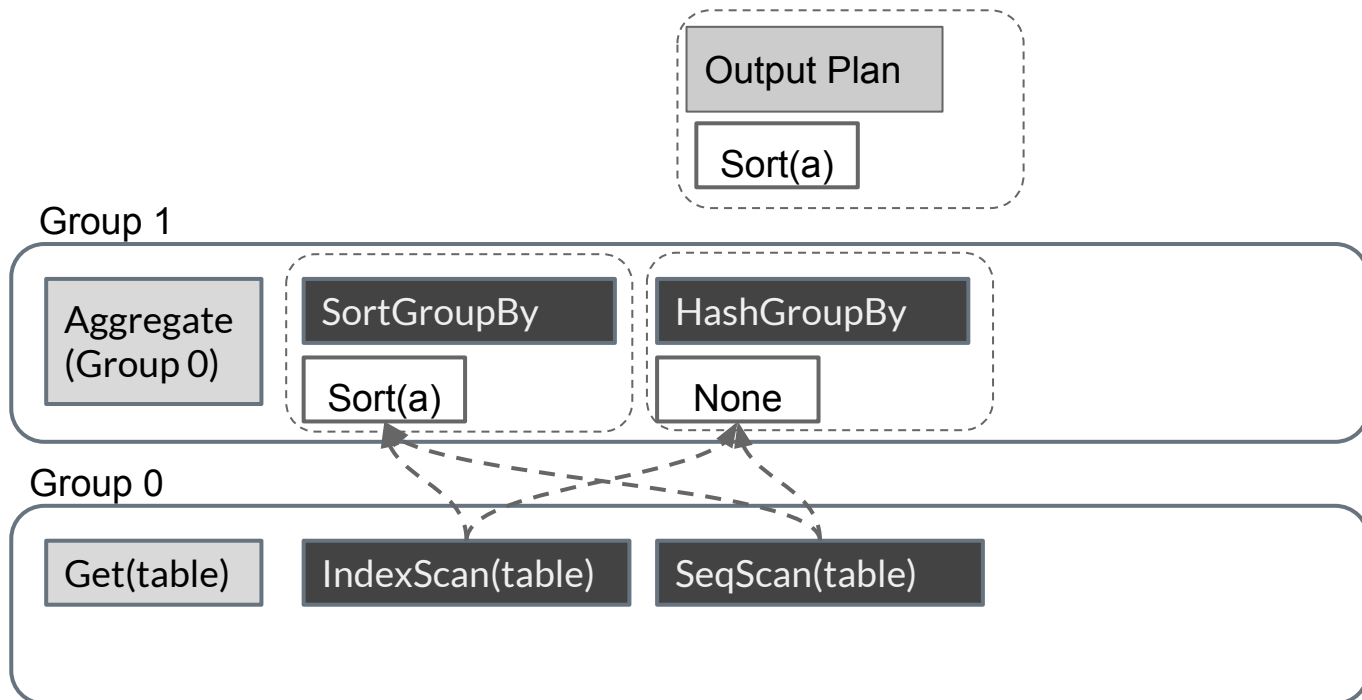 Output Plan
Sort(a)
Group 1
Aggregate
(Group 0)
SortGroupBy
HashGroupBy
Sort(a)
None
Group 0
Get(table)
IndexScan(table)
SeqScan(table)